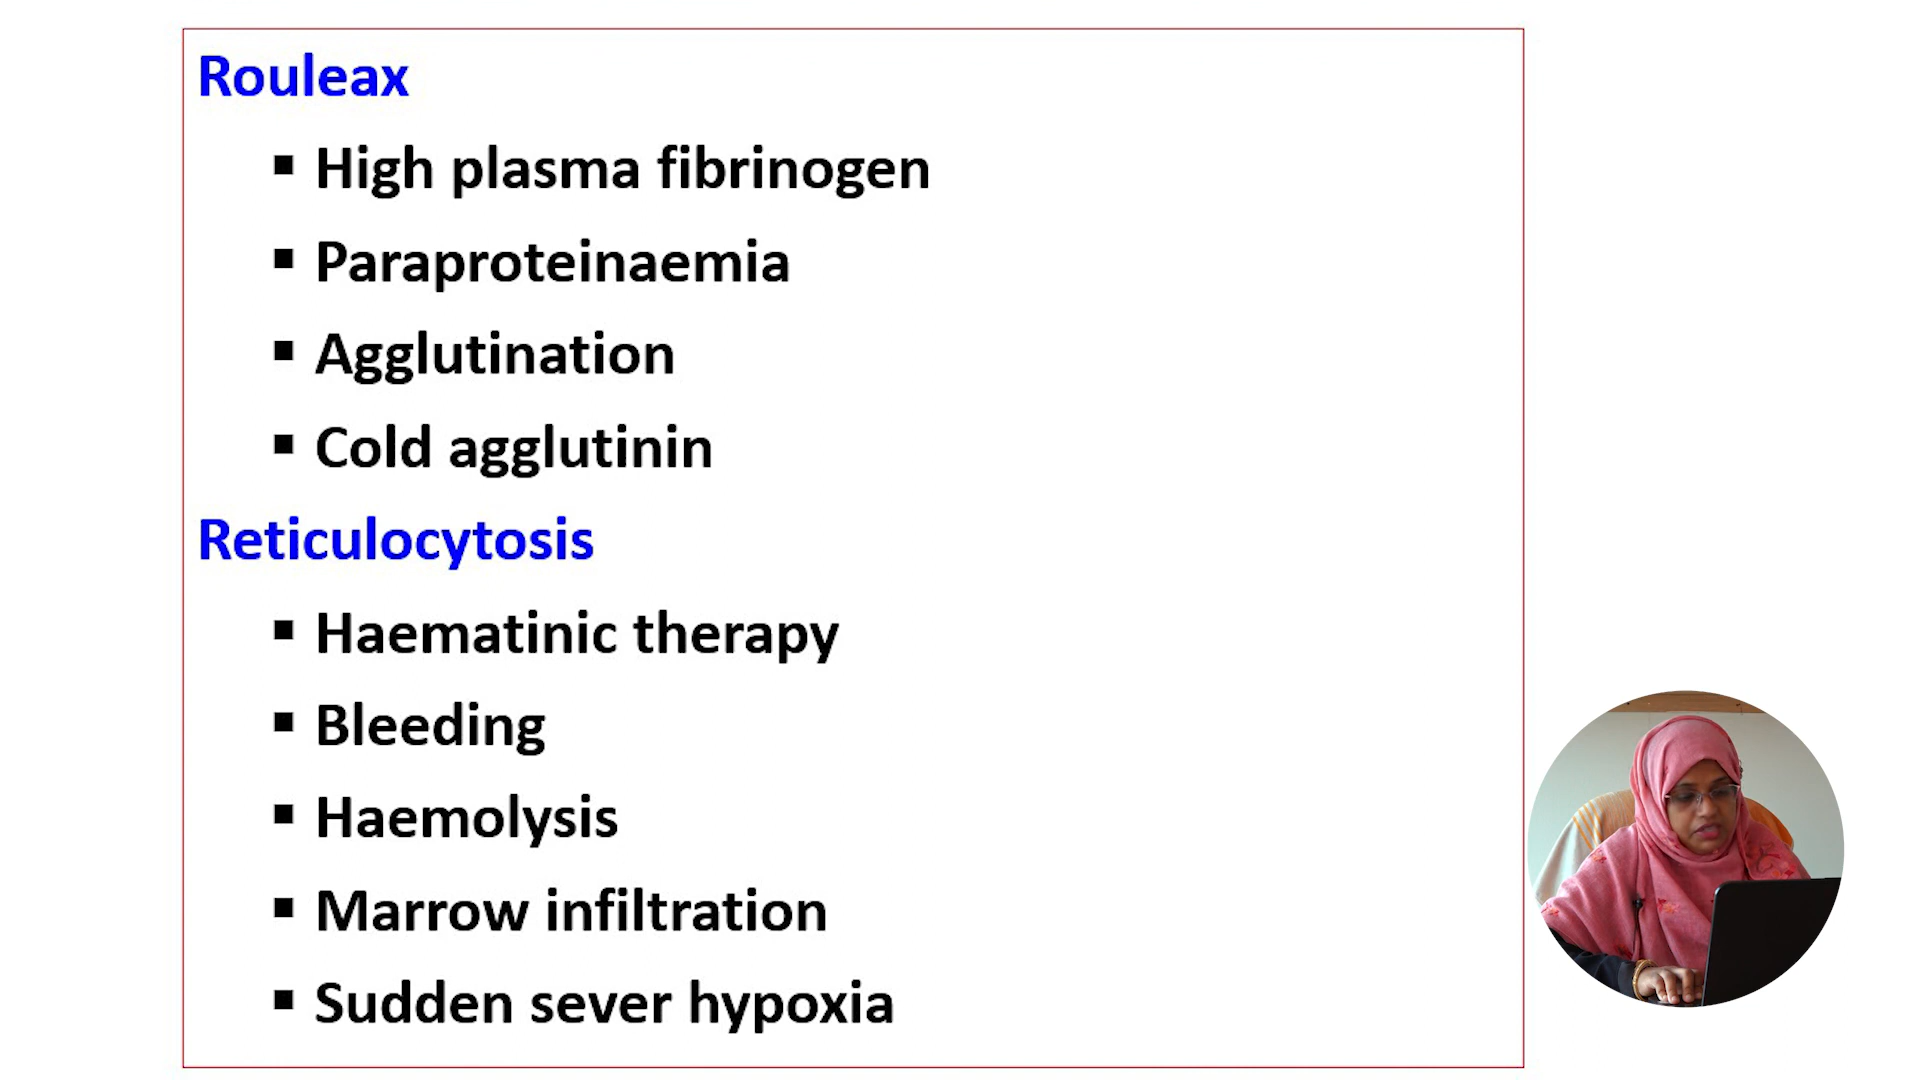 Rouleax
▪ High plasma fibrinogen
▪ Paraproteinaemia
▪ Agglutination
▪ Cold agglutinin
Reticulocytosis
▪ Haematinic therapy
▪ Bleeding
▪ Haemolysis
▪ Marrow infiltration
▪ Sudden sever hypoxia